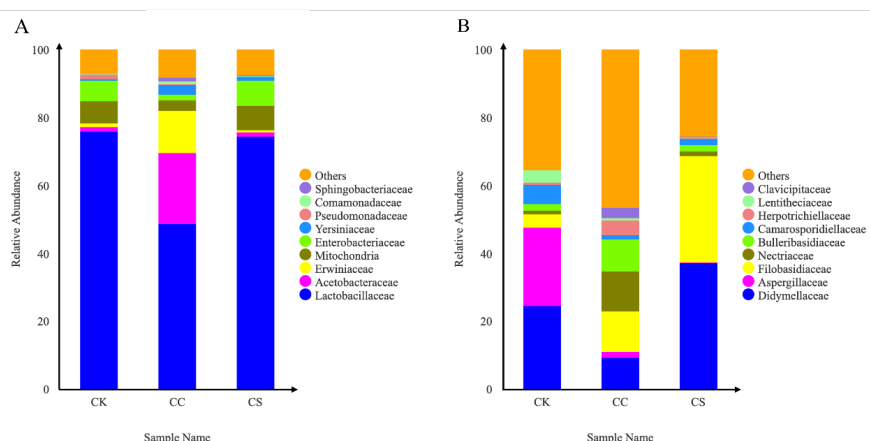 A
B
100
80
60
40
20
0
Relative Abundance
CK
CC
CS
Sample Name
Others
Sphingobacteriaceae
Comamonadaceae
Pseudomonadaceae
Yersiniaceae
Enterobacteriaceae
Mitochondria
Erwiniaceae
Acetobacteraceae
Lactobacillaceae
100
80
60
40
20
0
Relative Abundance
CK
CC
CS
Sample Name
Others
Clavicipitaceae
Lentitheciaceae
Herpotrichiellaceae
Camarosporidiellaceae
Bulleribasidiaceae
Nectriaceae
Filobasidiaceae
Aspergillaceae
Didymellaceae